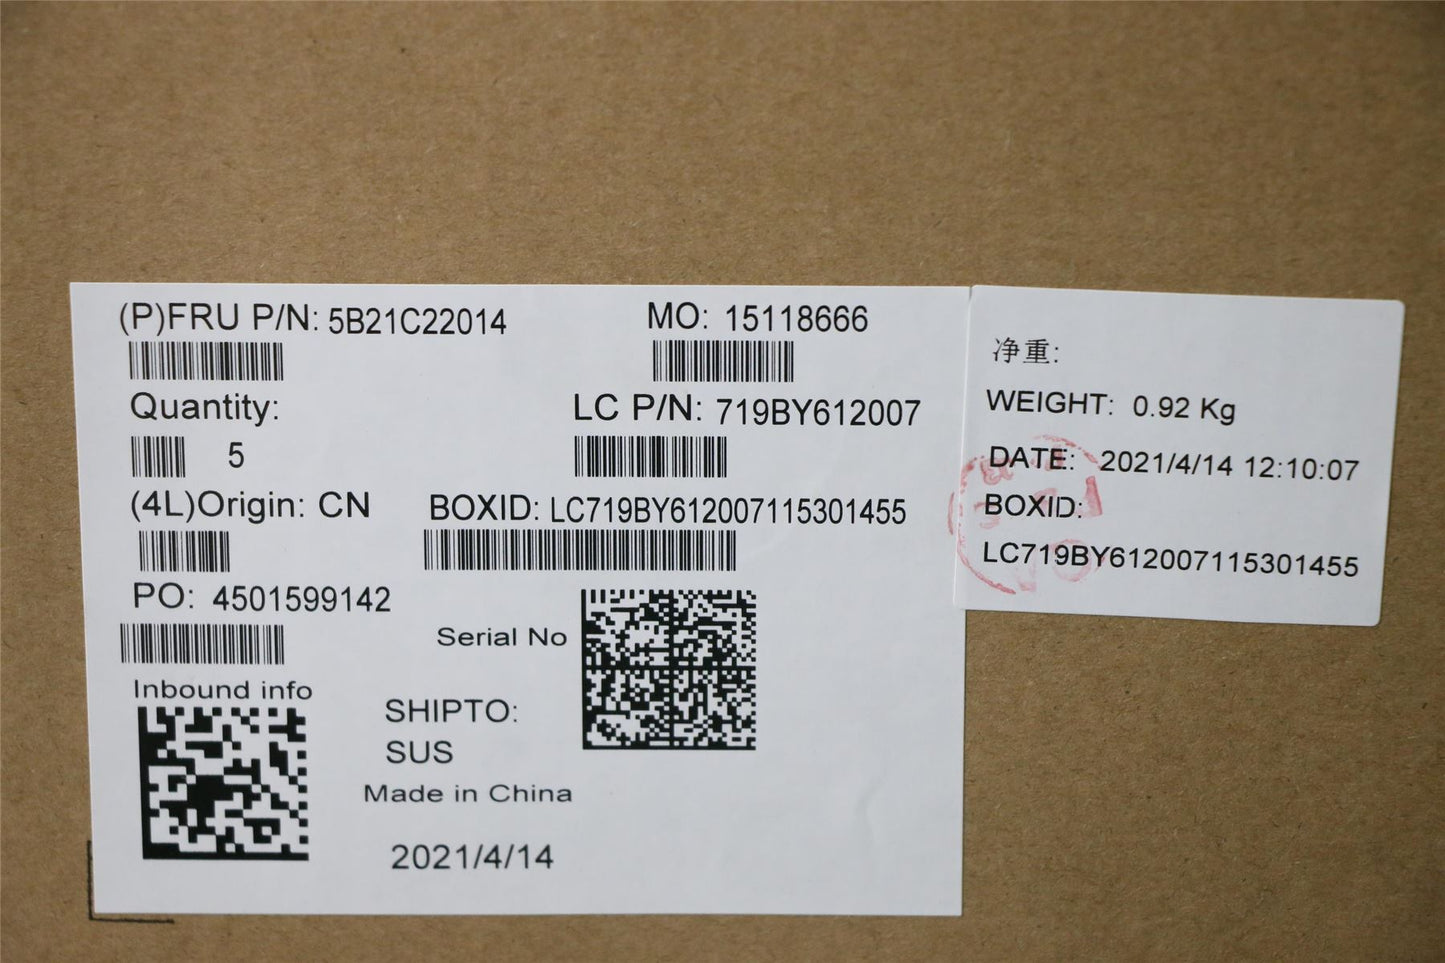 (P)FRU P/N: 5B21C22014
MO: 15118666
Quantity:
5
LC P/N: 719BY612007
(4L)Origin: CN
BOXID: LC719BY612007115301455
PO: 4501599142
Serial No
Inbound info
SHIPTO:
SUS
Made in China
2021/4/14
净重:
WEIGHT: 0.92 Kg
DATE: 2021/4/14 12:10:07
BOXID:
LC719BY612007115301455